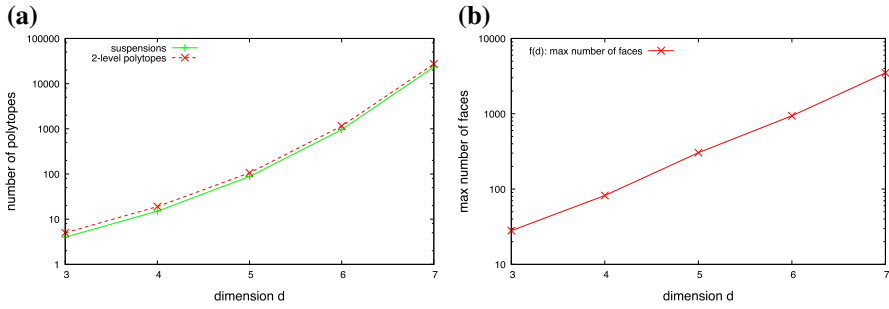 (a)
suspensions
2-level polytopes
100000
10000
1000
100
10
1
number of polytopes
3 4 5 6 7
dimension d
(b)
f(d): max number of faces
10000
1000
100
10
max number of faces
3 4 5 6 7
dimension d